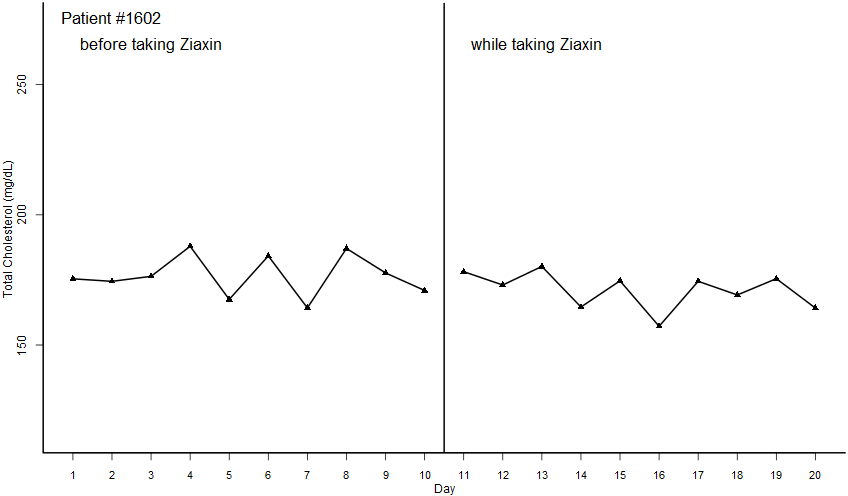 Patient #1602
before taking Ziaxin
while taking Ziaxin
Total Cholesterol (mg/dL)
250
200
150
1 2 3 4 5 6 7 8 9 10 11 12 13 14 15 16 17 18 19 20
Day